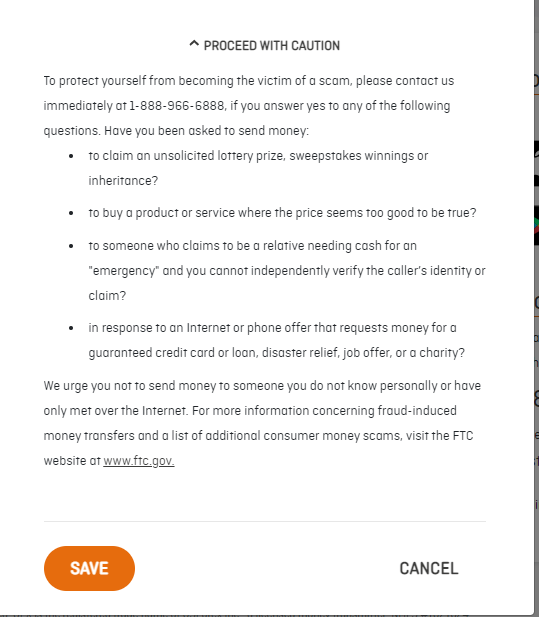 PROCEED WITH CAUTION
To protect yourself from becoming the victim of a scam, please contact us
immediately at 1-888-966-6888, if you answer yes to any of the following
questions. Have you been asked to send money:
• to claim an unsolicited lottery prize, sweepstakes winnings or
inheritance?
• to buy a product or service where the price seems too good to be true?
• to someone who claims to be a relative needing cash for an
"emergency" and you cannot independently verify the caller's identity or
claim?
• in response to an Internet or phone offer that requests money for a
guaranteed credit card or loan, disaster relief, job offer, or a charity?
We urge you not to send money to someone you do not know personally or have
only met over the Internet. For more information concerning fraud-induced
money transfers and a list of additional consumer money scams, visit the FTC
website at www.ftc.gov.
SAVE CANCEL